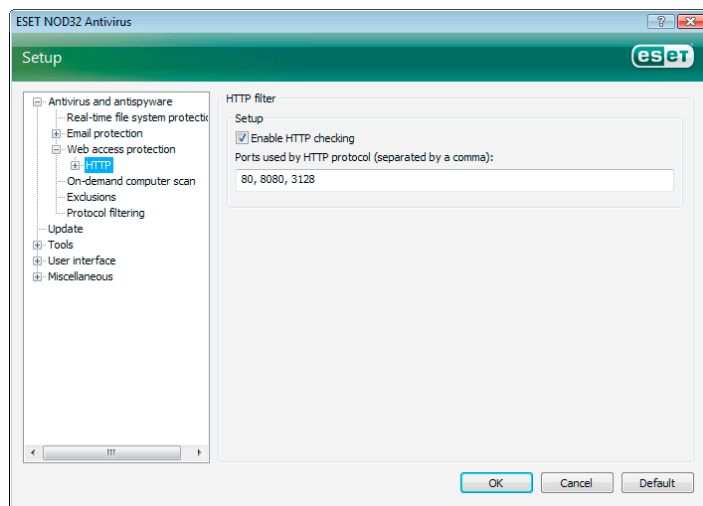 ESET NOD32 Antivirus
Setup
eset
Antivirus and antispyware
Real-time file system protectic
Email protection
Web access protection
HTTP
On-demand computer scan
Exclusions
Protocol filtering
Update
Tools
User interface
Miscellaneous
HTTP filter
Setup
Enable HTTP checking
Ports used by HTTP protocol (separated by a comma):
80, 8080, 3128
OK
Cancel
Default